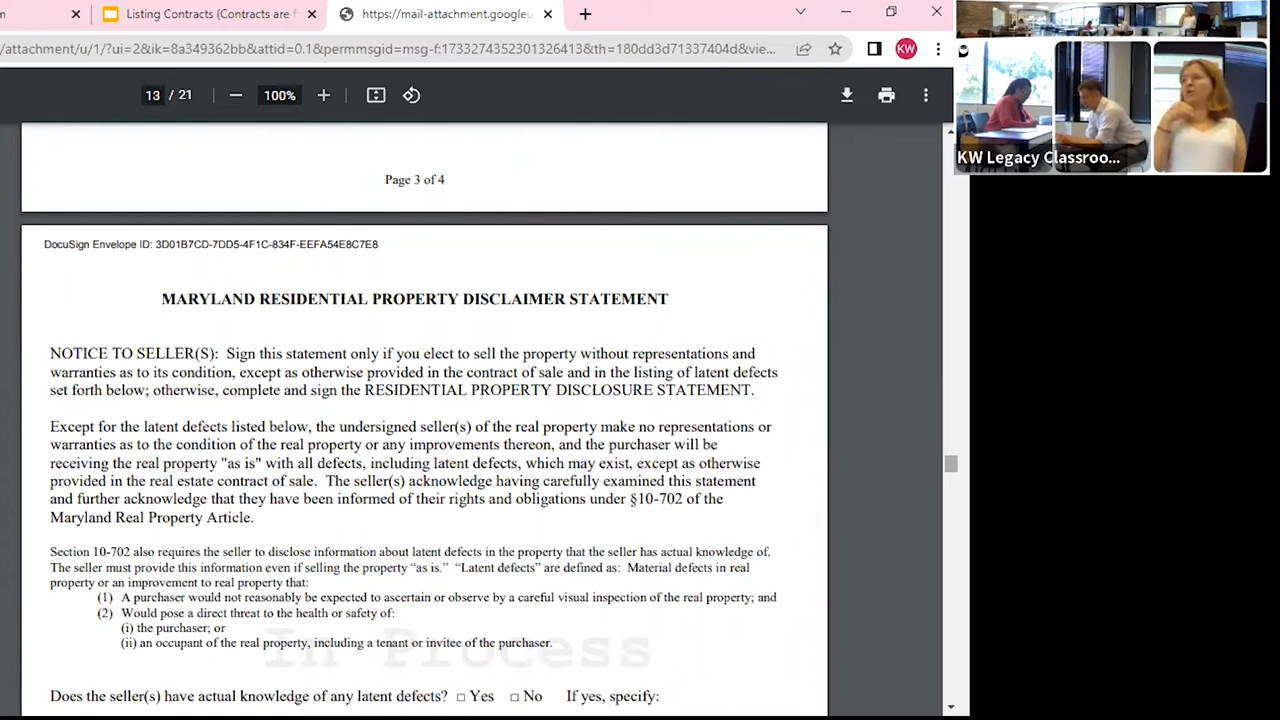 Listing Contracts (Contracts are f
https://mail-attachment.googleu
/attachment/u/1/?ui=2&ik=8a349362bb&attid=0.1&permmsgid=msg-f:1733274352301326413&th=180dd3d71337404d&vie...
KW
13 / 21
100%
KW Legacy Classroo...
Page 3 of 4
DocuSign Envelope ID: 3D01B7CD-7DD5-4F1C-834F-EEFA54E8C7E8
MARYLAND RESIDENTIAL PROPERTY DISCLAIMER STATEMENT
NOTICE TO SELLER(S): Sign this statement only if you elect to sell the property without representations and
warranties as to its condition, except as otherwise provided in the contract of sale and in the listing of latent defects
set forth below; otherwise, complete and sign the RESIDENTIAL PROPERTY DISCLOSURE STATEMENT.
Except for the latent defects listed below, the undersigned seller(s) of the real property make no representations or
warranties as to the condition of the real property or any improvements thereon, and the purchaser will be
receiving the real property "as is" with all defects, including latent defects, which may exist, except as otherwise
provided in the real estate contract of sale. The seller(s) acknowledge having carefully examined this statement
and further acknowledge that they have been informed of their rights and obligations under §10-702 of the
Maryland Real Property Article.
Section 10-702 also requires the seller to disclose information about latent defects in the property that the seller has actual knowledge of.
The seller must provide this information even if selling the property “as is.” “Latent defects” are defined as: Material defects in real
property or an improvement to real property that:
(1) A purchaser would not reasonably be expected to ascertain or observe by a careful visual inspection of the real property; and
(2) Would pose a direct threat to the health or safety of:
(i) the purchaser; or
(ii) an occupant of the real property, including a tenant or invitee of the purchaser.
In Process
Does the seller(s) have actual knowledge of any latent defects? □ Yes □ No If yes, specify: